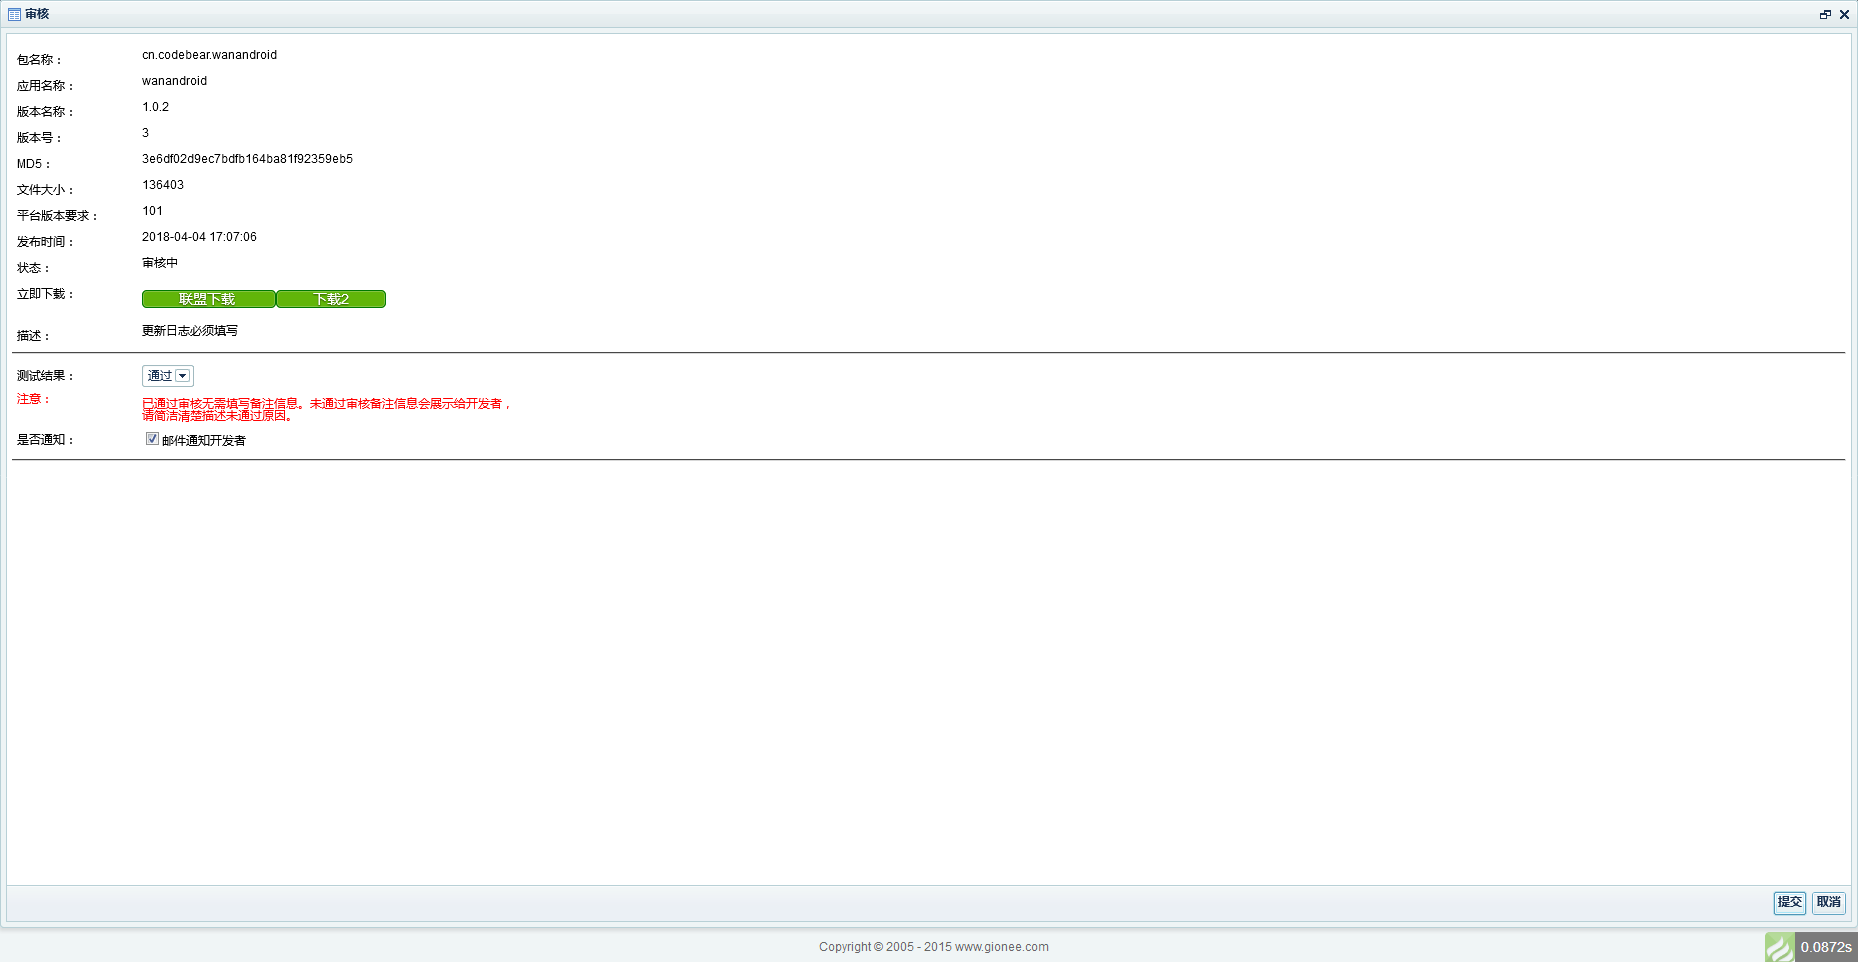 审核
包名称： cn.codebear.wanandroid
应用名称： wanandroid
版本名称： 1.0.2
版本号： 3
MD5： 3e6df02d9ec7bdfb164ba81f92359eb5
文件大小： 136403
平台版本要求： 101
发布时间： 2018-04-04 17:07:06
状态： 审核中
立即下载： 联盟下载 下载2
描述： 更新日志必须填写
测试结果： 通过
注意： 已通过审核无需填写备注信息。未通过审核备注信息会展示给开发者，
请简洁清楚描述未通过原因。
是否通知： 邮件通知开发者
提交 取消
Copyright © 2005 - 2015 www.gionee.com
0.0872s